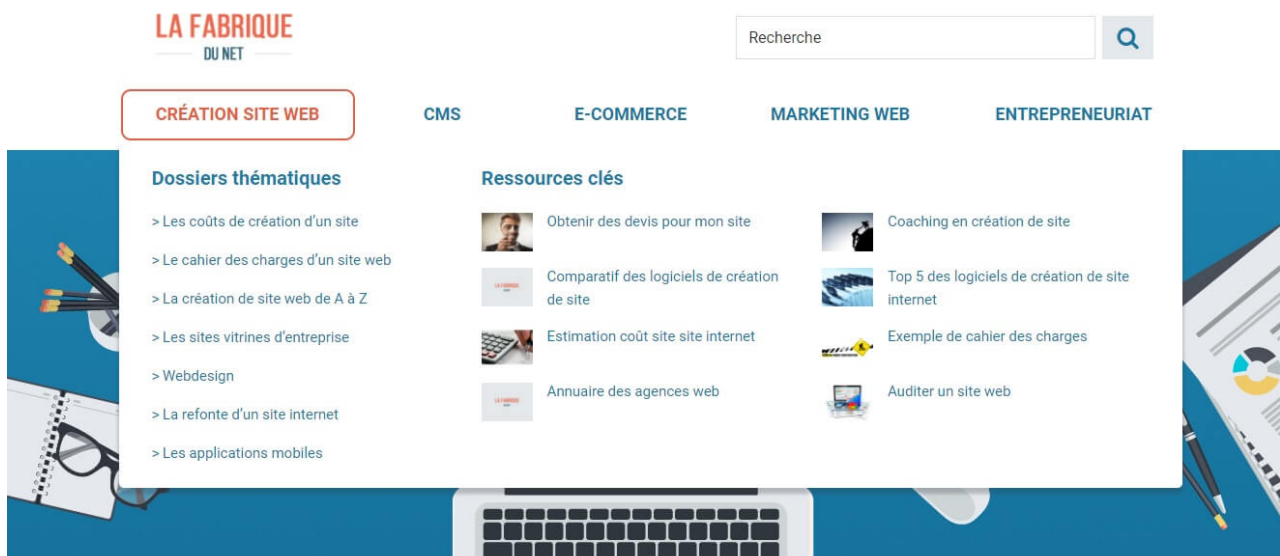 LA FABRIQUE
DU NET
Recherche
CRÉATION SITE WEB
CMS
E-COMMERCE
MARKETING WEB
ENTREPRENEURIAT
Dossiers thématiques
> Les coûts de création d'un site
> Le cahier des charges d'un site web
> La création de site web de A à Z
> Les sites vitrines d'entreprise
> Webdesign
> La refonte d'un site internet
> Les applications mobiles
Ressources clés
Obtenir des devis pour mon site
Coaching en création de site
Comparatif des logiciels de création
de site
Top 5 des logiciels de création de site
internet
Estimation coût site site internet
Exemple de cahier des charges
Annuaire des agences web
Auditer un site web